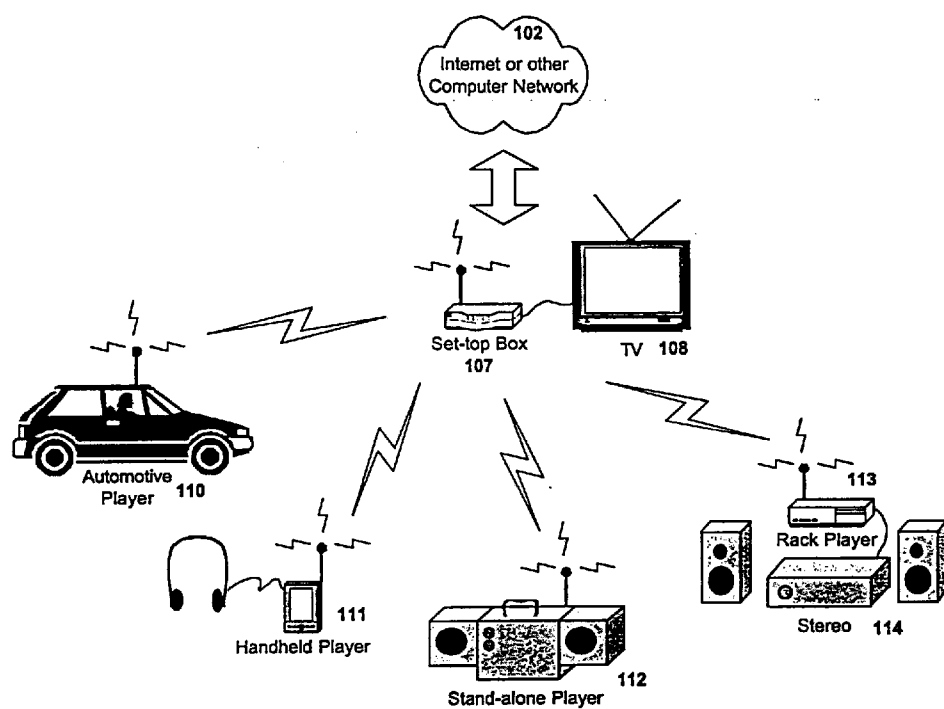 102
Internet or other
Computer Network
Set-top Box
107
TV 108
Automotive
Player 110
111
Handheld Player
112
Stand-alone Player
113
Rack Player
Stereo 114